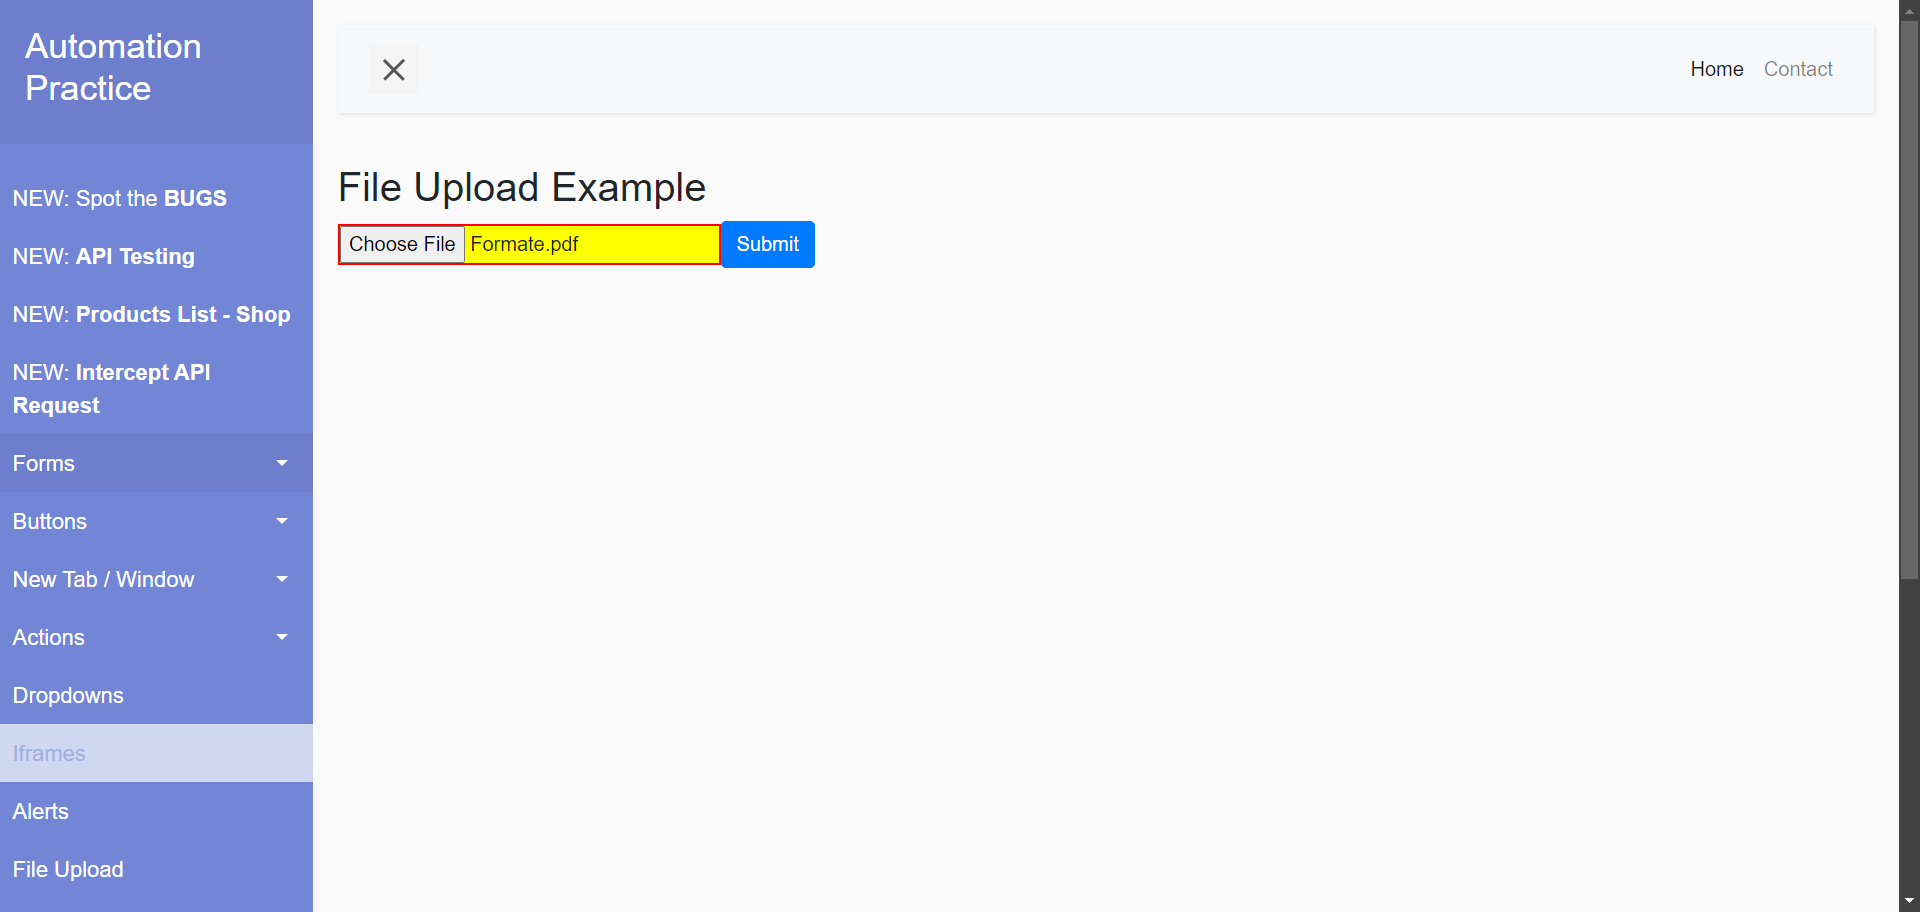 Automation
Practice
Home Contact
NEW: Spot the BUGS
NEW: API Testing
NEW: Products List - Shop
NEW: Intercept API
Request
Forms
Buttons
New Tab / Window
Actions
Dropdowns
Iframes
Alerts
File Upload
File Upload Example
Choose File Formate.pdf Submit